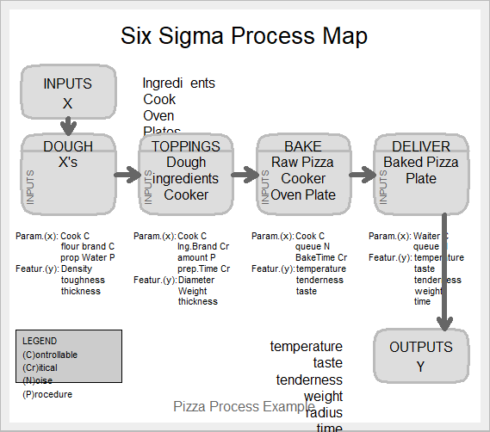 Six Sigma Process Map
INPUTS
X
Ingredi ents
Cook
Oven
Plates
DOUGH
X's
INPUTS
TOPPINGS
Dough
ingredients
Cooker
INPUTS
BAKE
Raw Pizza
Cooker
Oven Plate
INPUTS
DELIVER
Baked Pizza
Plate
INPUTS
Param.(x): Cook C
flour brand C
prop Water P
Featur.(y): Density
toughness
thickness
Param.(x): Cook C
Ing.Brand Cr
amount P
prep.Time Cr
Featur.(y): Diameter
Weight
thickness
Param.(x): Cook C
queue N
BakeTime Cr
Featur.(y): temperature
tenderness
taste
Param.(x): Waiter C
queue
Featur.(y): temperature
taste
tenderness
weight
time
LEGEND
(C)ontrollable
(Cr)itical
(N)oise
(P)rocedure
temperature
taste
tenderness
weight
radius
time
OUTPUTS
Y
Pizza Process Example